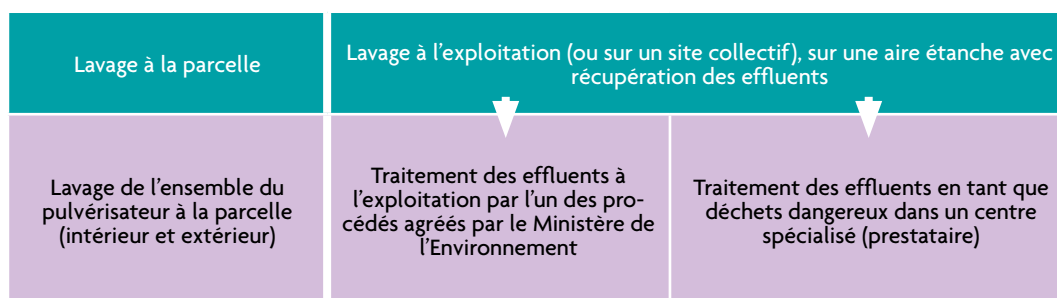 Lavage à la parcelle
Lavage à l’exploitation (ou sur un site collectif), sur une aire étanche avec
récupération des effluents
Lavage de l’ensemble du
pulvérisateur à la parcelle
(intérieur et extérieur)
Traitement des effluents à
l’exploitation par l’un des pro-
cédés agréés par le Ministère de
l’Environnement
Traitement des effluents en tant que
déchets dangereux dans un centre
spécialisé (prestataire)